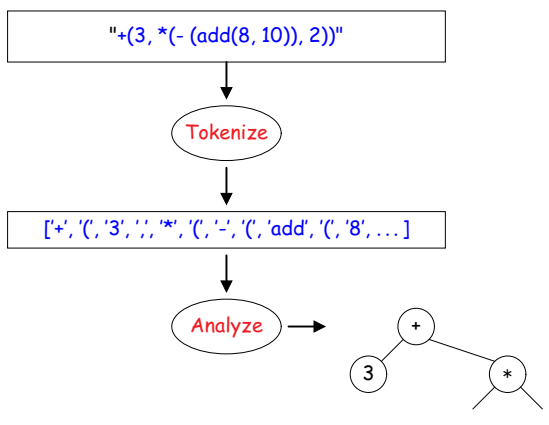 "+(3, *(- (add(8, 10)), 2))"
Tokenize
['+', '(', '3', ',', '*', '(', '-', '(', 'add', '(', '8', . . . ]
Analyze
+
3
*